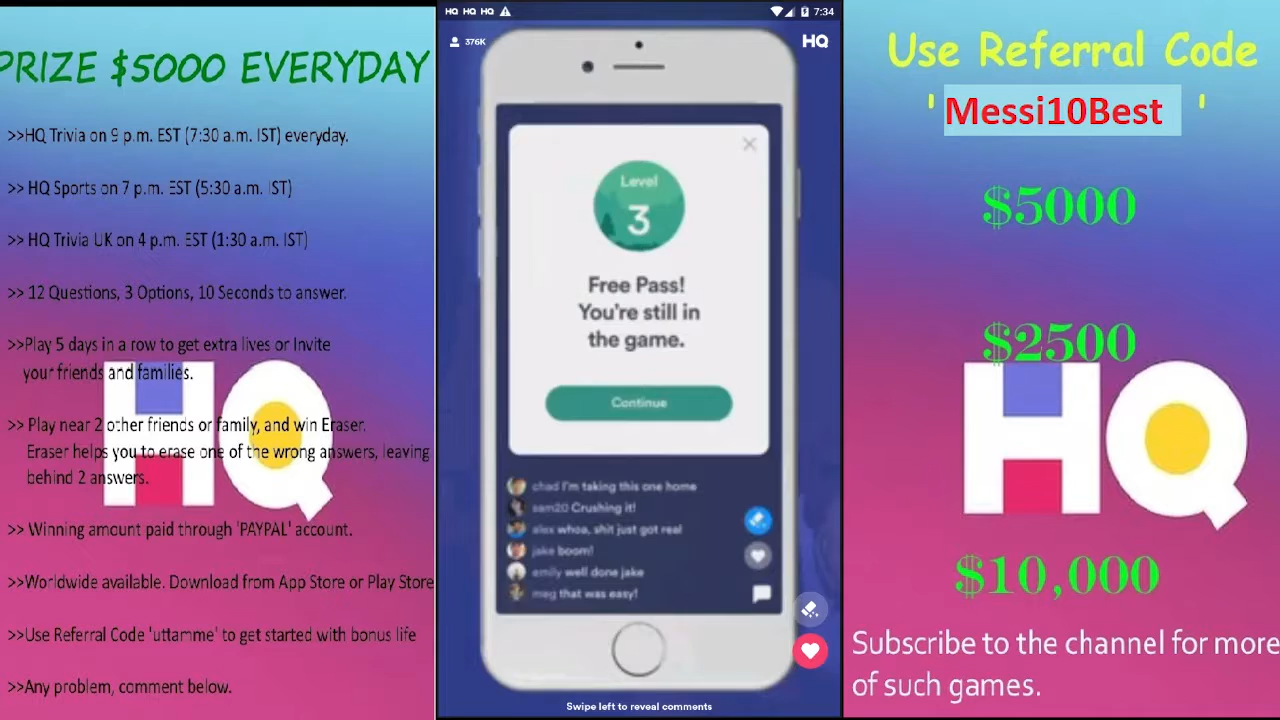 PRIZE $5000 EVERYDAY
>>HQ Trivia on 9 p.m. EST (7:30 a.m. IST) everyday.
>> HQ Sports on 7 p.m. EST (5:30 a.m. IST)
>> HQ Trivia UK on 4 p.m. EST (1:30 a.m. IST)
>> 12 Questions, 3 Options, 10 Seconds to answer.
>>Play 5 days in a row to get extra lives or Invite
your friends and families.
>> Play near 2 other friends or family, and win Eraser.
Eraser helps you to erase one of the wrong answers, leaving
behind 2 answers.
>> Winning amount paid through 'PAYPAL' account.
>>Worldwide available. Download from App Store or Play Store
>>Use Referral Code 'uttamme' to get started with bonus life
>>Any problem, comment below.
HQ
HQ HQ HQ 7:34
376K HQ
Level
3
Free Pass!
You're still in
the game.
Continue
chad I'm taking this one home
sam20 Crushing it!
alex whoa, shit just got real
jake boom!
emily well done jake
meg that was easy!
Swipe left to reveal comments
Use Referral Code
' Messi10Best '
$5000
$2500
HQ
$10,000
Subscribe to the channel for more
of such games.